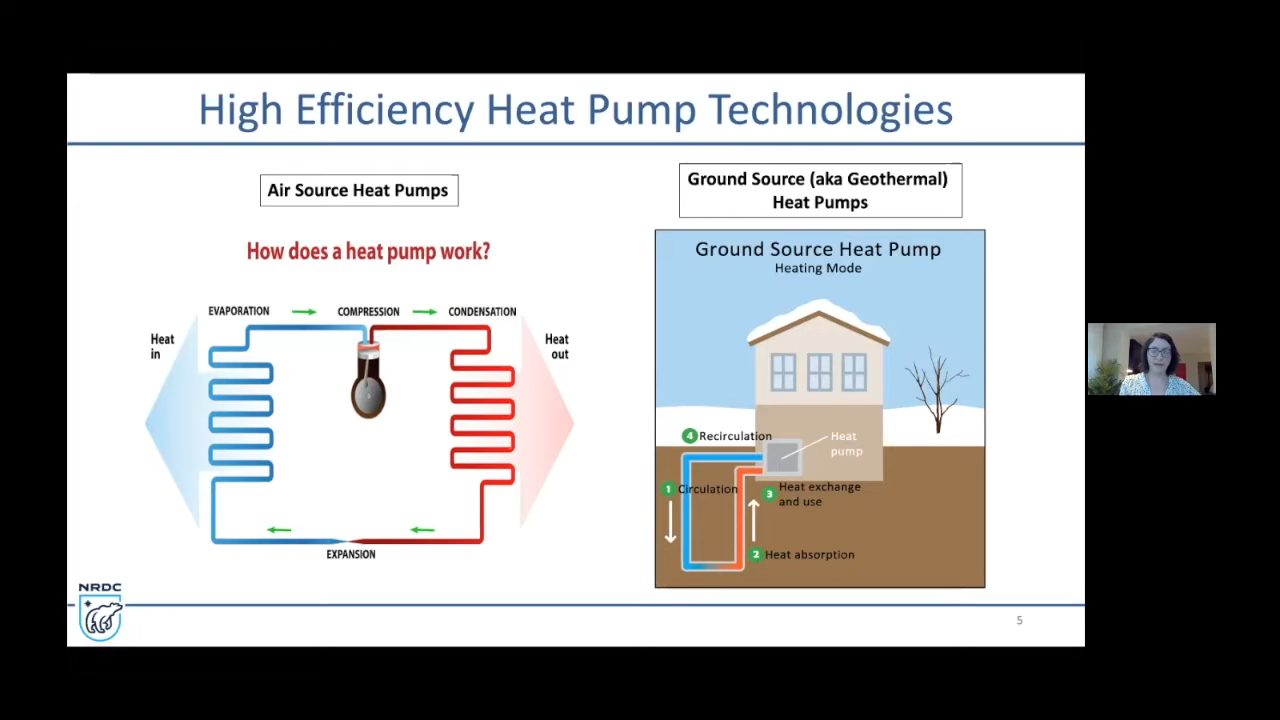 High Efficiency Heat Pump Technologies
Air Source Heat Pumps
How does a heat pump work?
EVAPORATION
COMPRESSION
CONDENSATION
Heat
in
Heat
out
EXPANSION
Ground Source (aka Geothermal)
Heat Pumps
Ground Source Heat Pump
Heating Mode
4 Recirculation
Heat
pump
1 Circulation
3 Heat exchange
and use
2 Heat absorption
NRDC
5